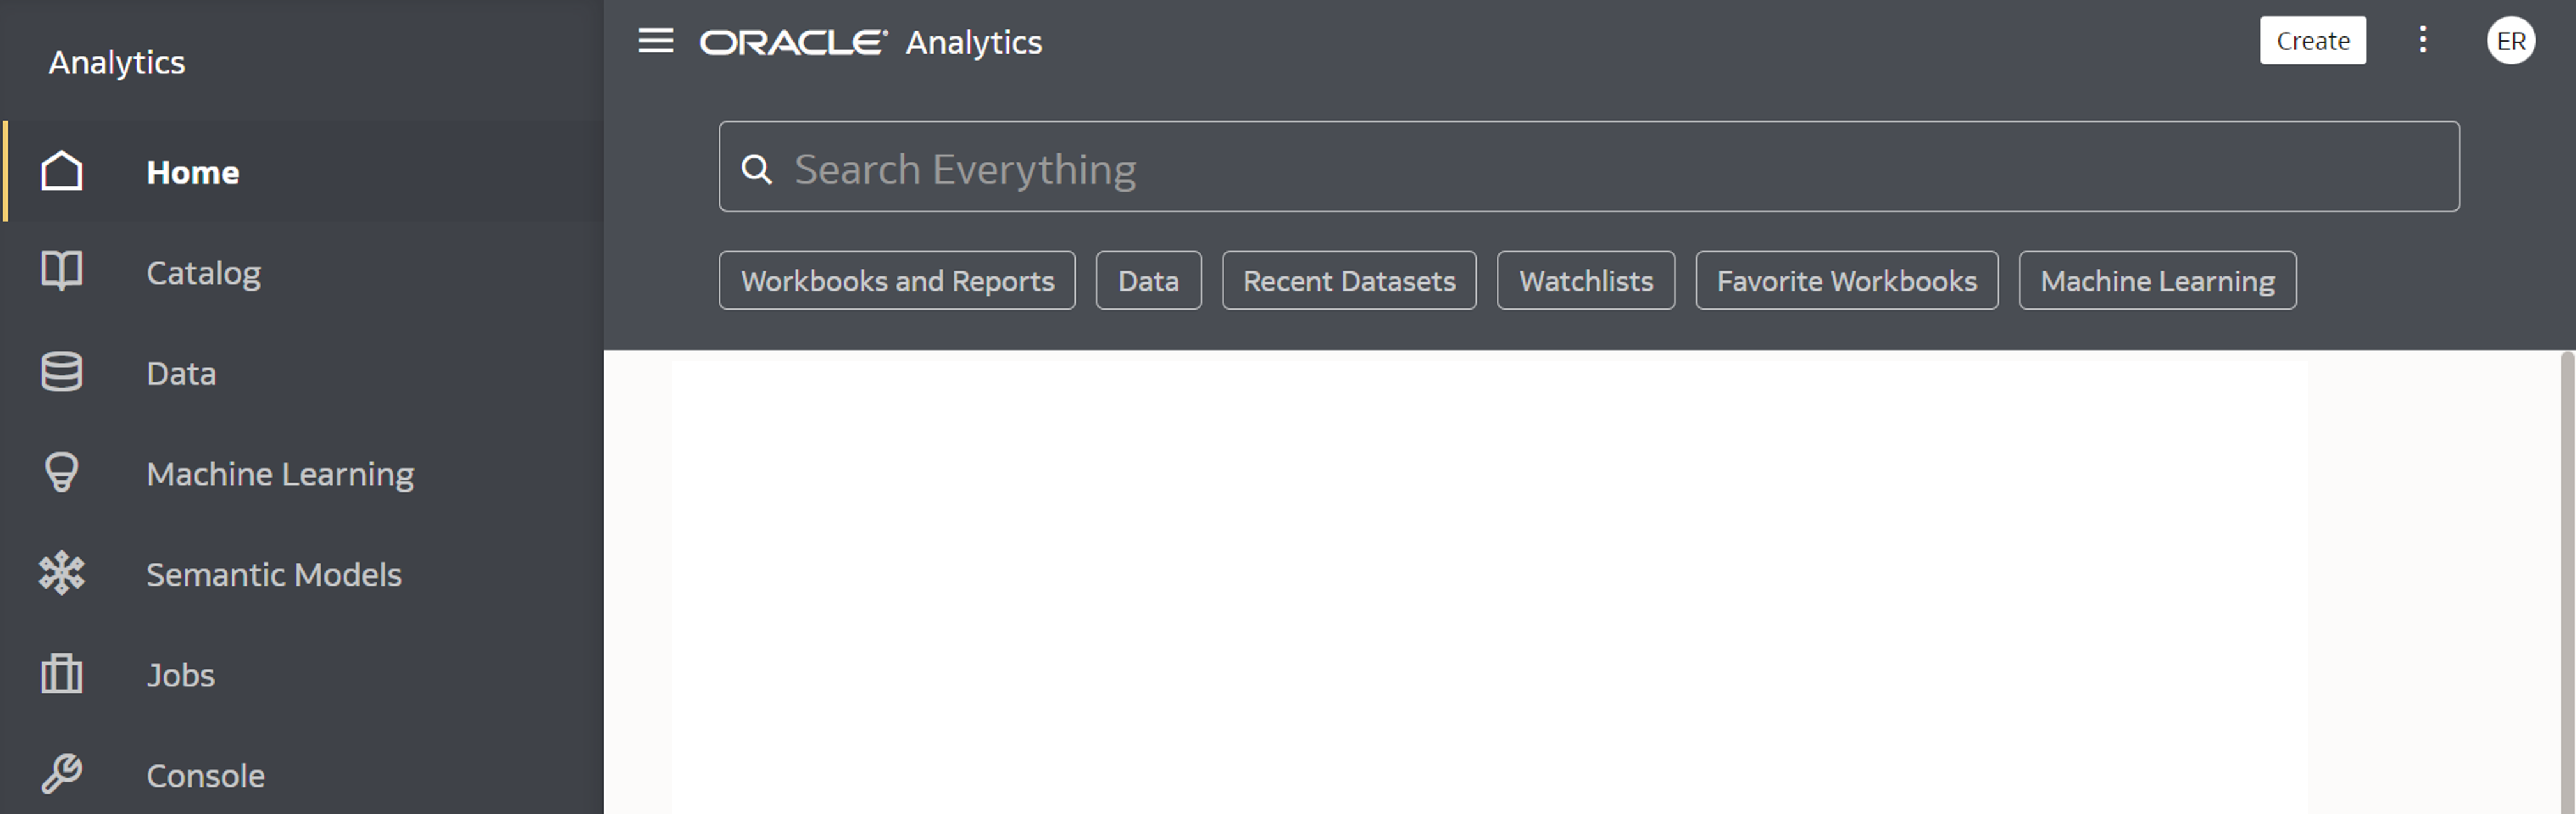 Analytics
Home
Catalog
Data
Machine Learning
Semantic Models
Jobs
Console
ORACLE® Analytics
Create
ER
Search Everything
Workbooks and Reports Data Recent Datasets Watchlists Favorite Workbooks Machine Learning